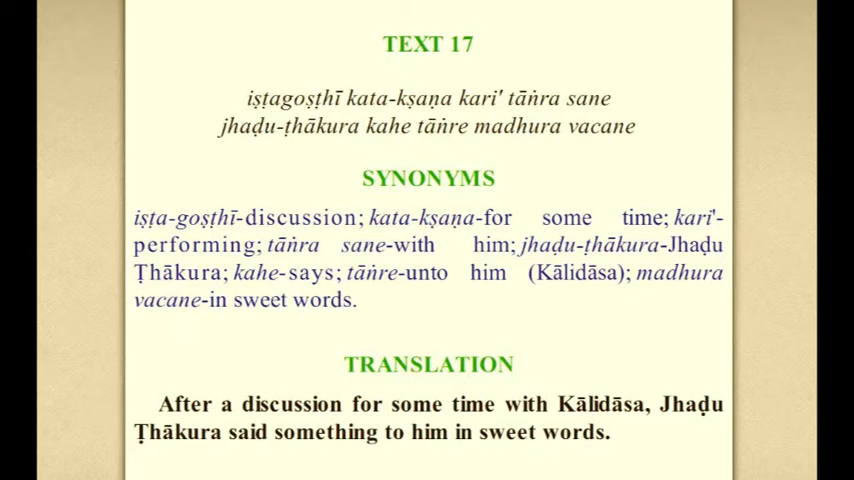 TEXT 17
iṣṭagoṣṭhī kata-kṣaṇa kari' tāṅra sane
jhaḍu-ṭhākura kahe tāṅre madhura vacane
SYNONYMS
iṣṭa-goṣṭhī-discussion; kata-kṣaṇa-for some time; kari'-
performing; tāṅra sane-with him; jhaḍu-ṭhākura-Jhaḍu
Ṭhākura; kahe-says; tāṅre-unto him (Kālidāsa); madhura
vacane-in sweet words.
TRANSLATION
After a discussion for some time with Kālidāsa, Jhaḍu
Ṭhākura said something to him in sweet words.